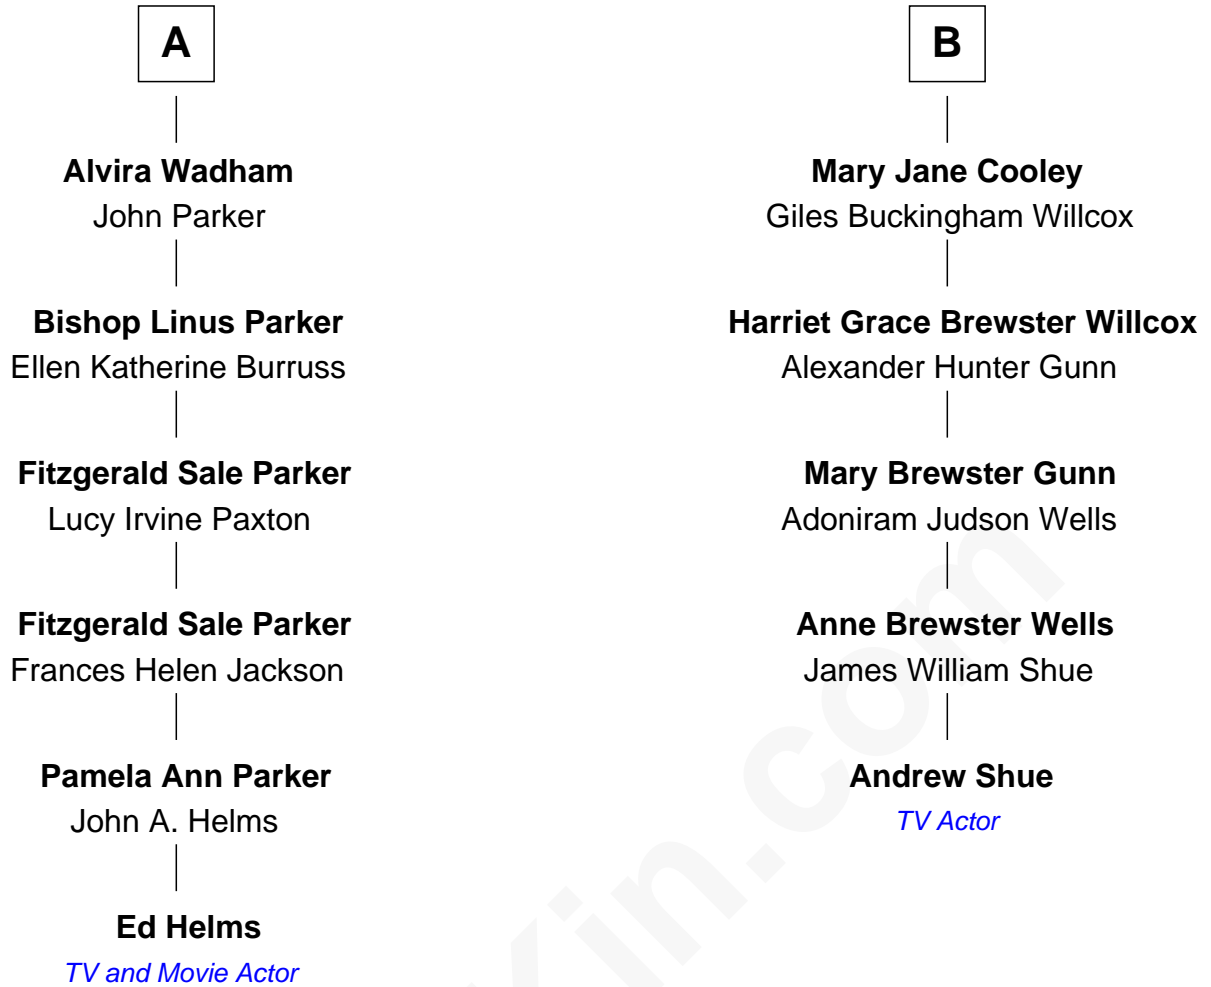 A
Alvira Wadham
John Parker
Bishop Linus Parker
Ellen Katherine Burruss
Fitzgerald Sale Parker
Lucy Irvine Paxton
Fitzgerald Sale Parker
Frances Helen Jackson
Pamela Ann Parker
John A. Helms
Ed Helms
TV and Movie Actor
B
Mary Jane Cooley
Giles Buckingham Willcox
Harriet Grace Brewster Willcox
Alexander Hunter Gunn
Mary Brewster Gunn
Adoniram Judson Wells
Anne Brewster Wells
James William Shue
Andrew Shue
TV Actor
Kin.com